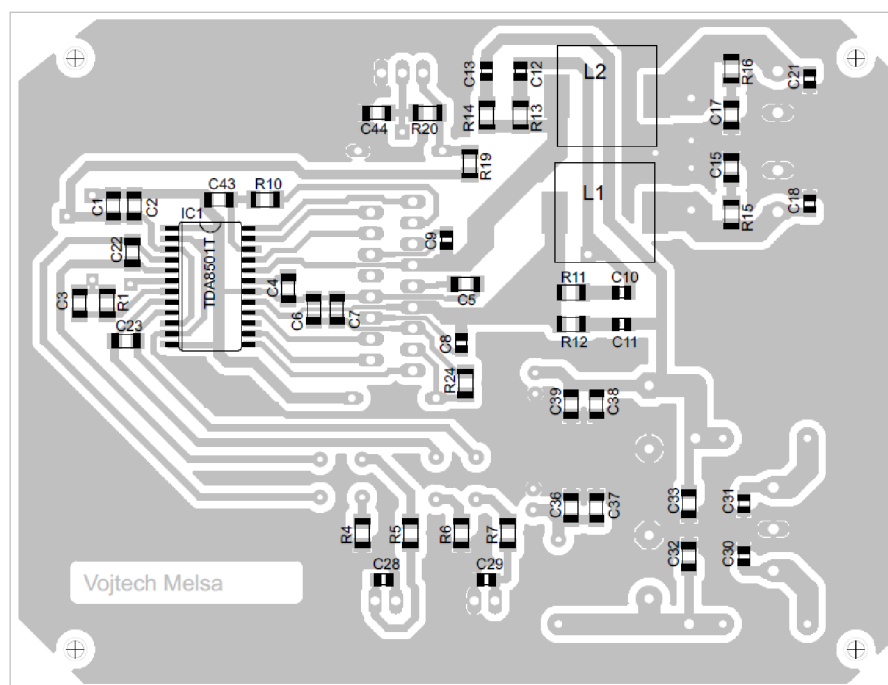 C13
C12
L2
R16
C21
C44
R20
R14
R13
C17
R19
C15
C1
C2
C43
R10
IC1
L1
C18
R15
TDA8501T
C22
C9
C3
R1
C4
C5
R11
C10
C6
C7
C23
C8
R12
C11
R24
C39
C38
C36
C37
C33
C31
R4
R5
R6
R7
C32
C30
C28
C29
Vojtech Melsa